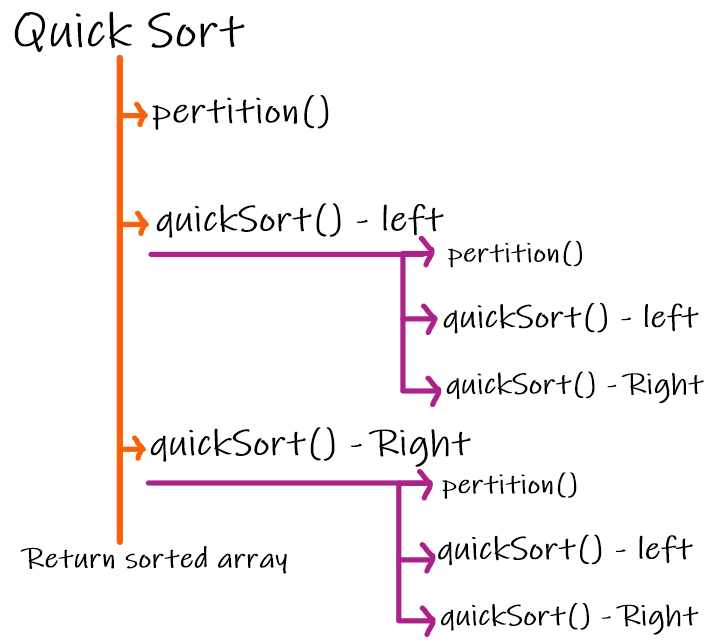 Quick Sort
pertition()
quickSort() - left
pertition()
quickSort() - left
quickSort() - Right
quickSort() - Right
pertition()
quickSort() - left
quickSort() - Right
Return sorted array